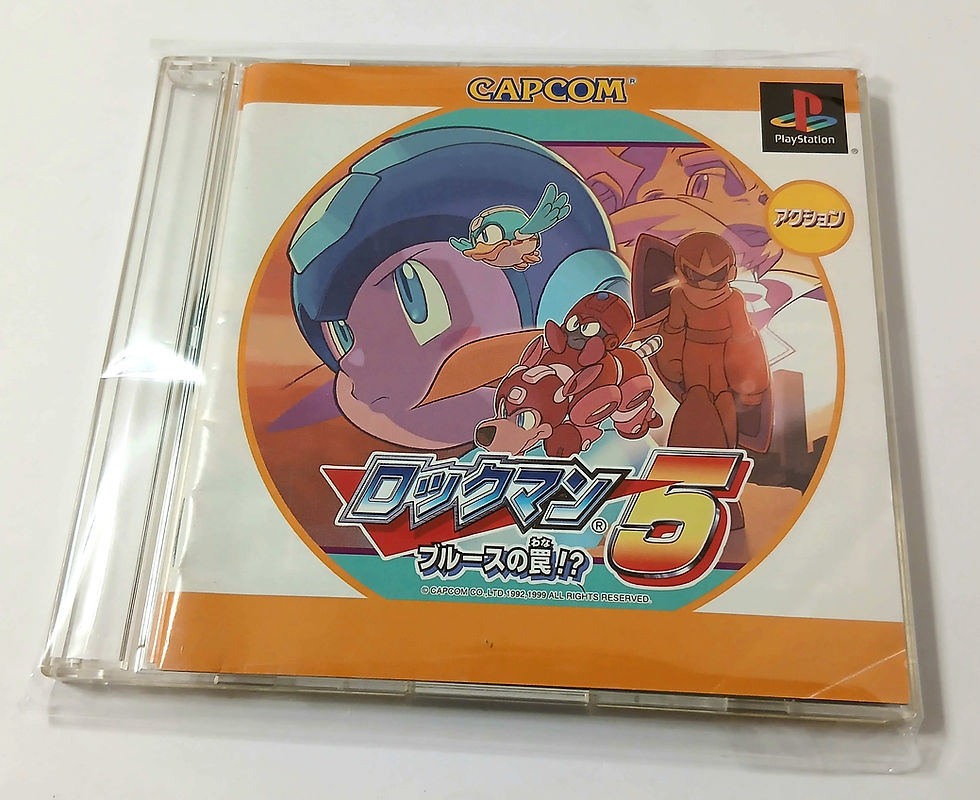 CAPCOM®
PlayStation
®
アクション
ロックマン®5
わな
ブルースの罠!?
© CAPCOM CO., LTD. 1992, 1999 ALL RIGHTS RESERVED.